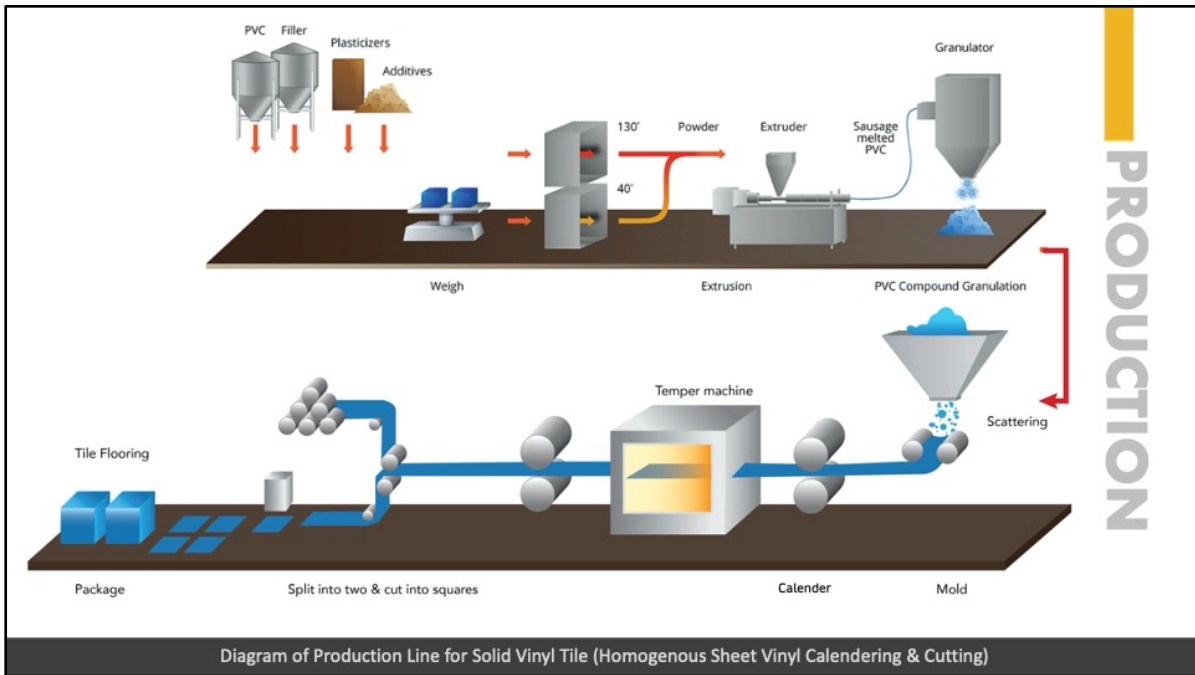 PVC
Filler
Plasticizers
Additives
130°
40°
Powder
Extruder
Sausage
melted
PVC
Granulator
Weigh
Extrusion
PVC Compound Granulation
PRODUCTION
Temper machine
Scattering
Tile Flooring
Package
Split into two & cut into squares
Calender
Mold
Diagram of Production Line for Solid Vinyl Tile (Homogenous Sheet Vinyl Calendering & Cutting)